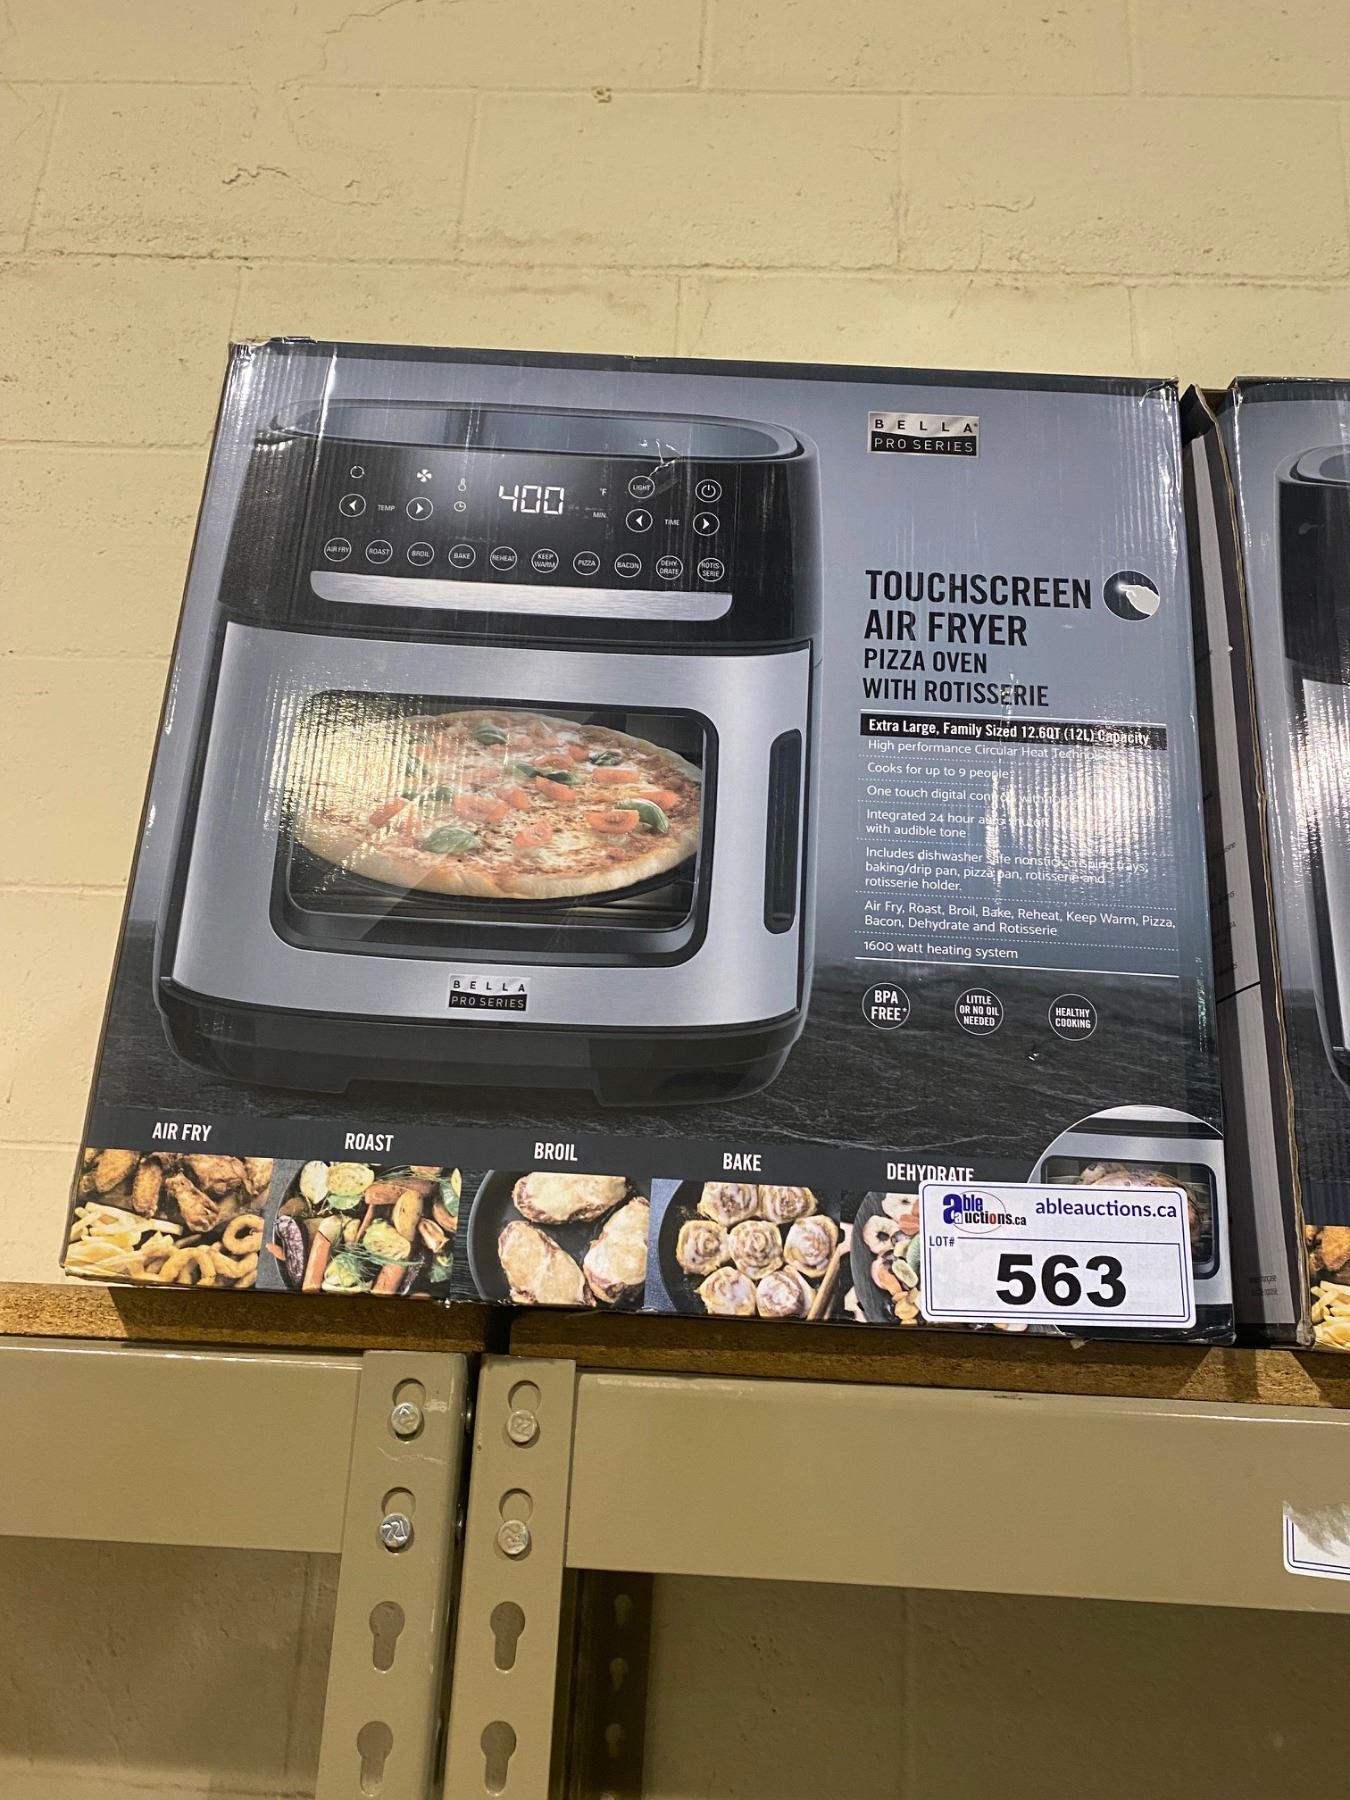 BELLA
PRO SERIES
400
°F
MIN.
LIGHT
TEMP
TIME
AIR FRY
ROAST
BROIL
BAKE
REHEAT
KEEP
WARM
PIZZA
BACON
DEHY-
DRATE
ROTIS-
SERIE
BELLA
PRO SERIES
TOUCHSCREEN
AIR FRYER
PIZZA OVEN
WITH ROTISSERIE
Extra Large, Family Sized 12.6QT (12L) Capacity
High performance Circular Heat
Cooks for up to 9 people
One touch digital
Integrated 24 hour auto shutoff
with audible tone
Includes dishwasher safe nonstick crisping trays,
baking/drip pan, pizza pan, rotisserie and
rotisserie holder.
Air Fry, Roast, Broil, Bake, Reheat, Keep Warm, Pizza,
Bacon, Dehydrate and Rotisserie
1600 watt heating system
BPA
FREE*
LITTLE
OR NO OIL
NEEDED
HEALTHY
COOKING
AIR FRY
ROAST
BROIL
BAKE
DEHYDRATE
able
auctions.ca
ableauctions.ca
LOT#
563